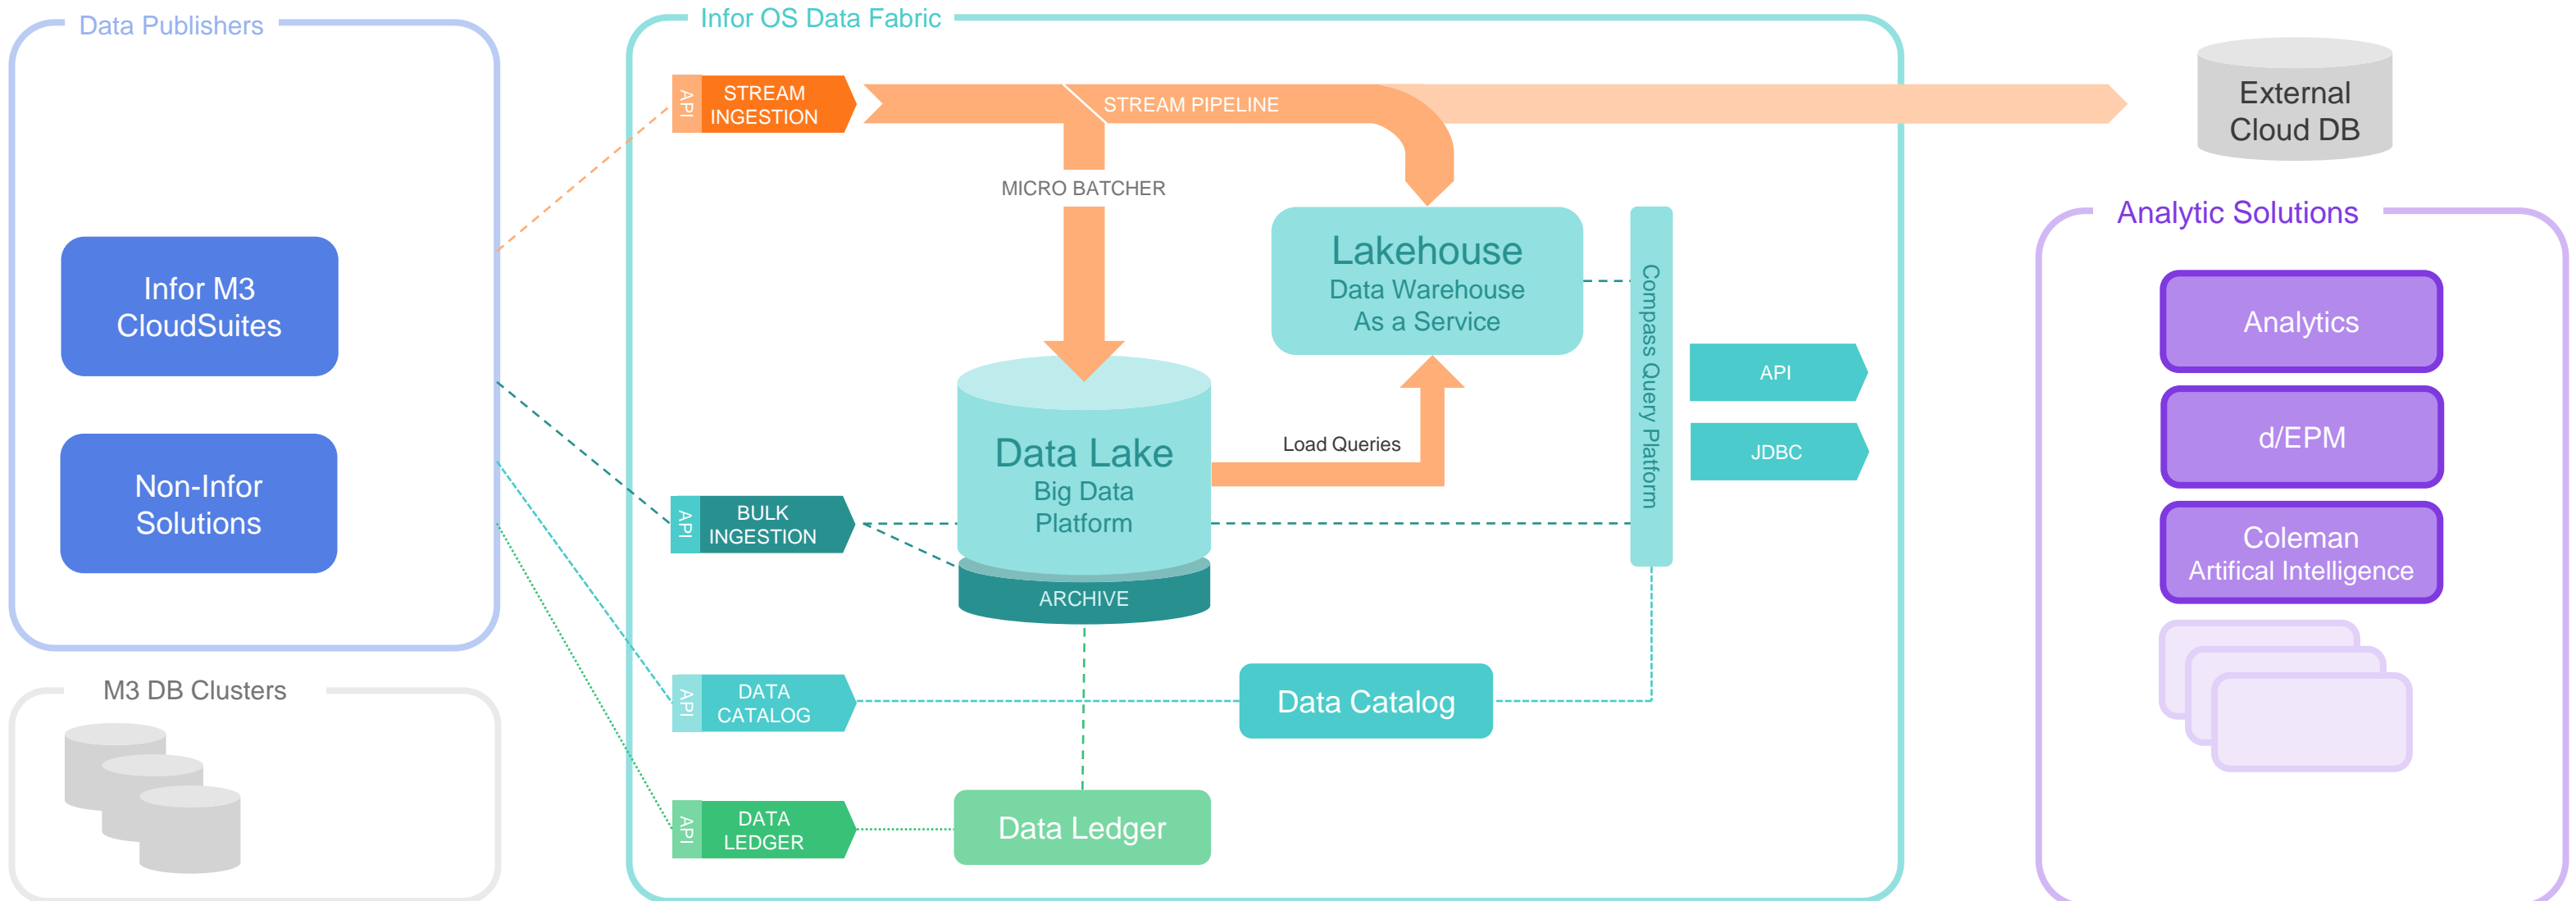 Data Publishers
Infor M3
CloudSuites
Non-Infor
Solutions
M3 DB Clusters
Infor OS Data Fabric
API
STREAM
INGESTION
STREAM PIPELINE
MICRO BATCHER
Lakehouse
Data Warehouse
As a Service
Compass Query Platform
API
JDBC
Data Lake
Big Data
Platform
Load Queries
ARCHIVE
API
BULK
INGESTION
API
DATA
CATALOG
Data Catalog
API
DATA
LEDGER
Data Ledger
External
Cloud DB
Analytic Solutions
Analytics
d/EPM
Coleman
Artifical Intelligence